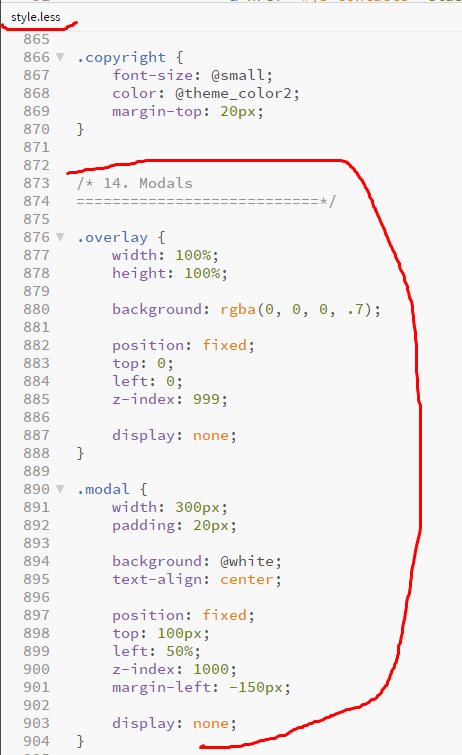 style.less
865
866 .copyright {
867 font-size: @small;
868 color: @theme_color2;
869 margin-top: 20px;
870 }
871
872
873 /* 14. Modals
874 ===========================*/
875
876 .overlay {
877 width: 100%;
878 height: 100%;
879
880 background: rgba(0, 0, 0, .7);
881
882 position: fixed;
883 top: 0;
884 left: 0;
885 z-index: 999;
886
887 display: none;
888 }
889
890 .modal {
891 width: 300px;
892 padding: 20px;
893
894 background: @white;
895 text-align: center;
896
897 position: fixed;
898 top: 100px;
899 left: 50%;
900 z-index: 1000;
901 margin-left: -150px;
902
903 display: none;
904 }